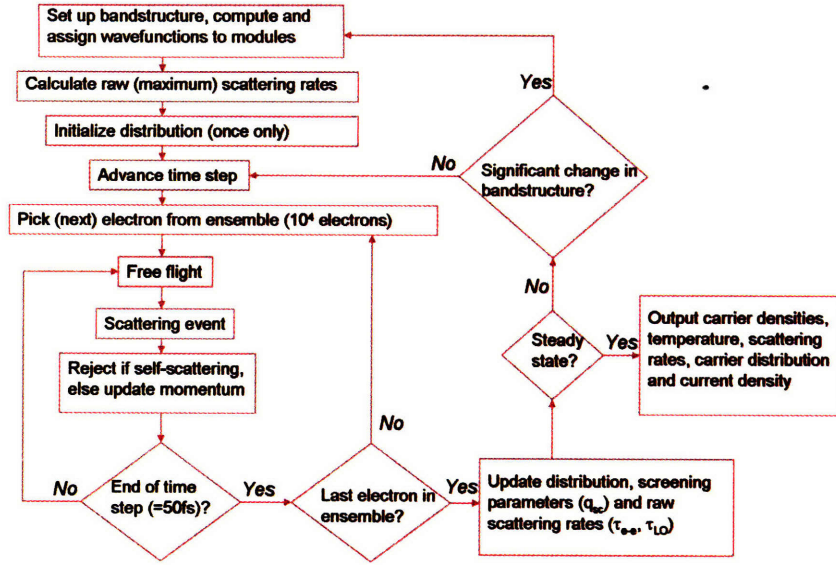 Set up bandstructure, compute and
assign wavefunctions to modules
Calculate raw (maximum) scattering rates
Initialize distribution (once only)
Advance time step
Pick (next) electron from ensemble (10⁴ electrons)
Free flight
Scattering event
Reject if self-scattering,
else update momentum
End of time
step (=50fs)?
No
Yes
Last electron in
ensemble?
No
Yes
Update distribution, screening
parameters (q_sc) and raw
scattering rates (τ_e-e, τ_LO)
Steady
state?
Yes
No
Output carrier densities,
temperature, scattering
rates, carrier distribution
and current density
Significant change in
bandstructure?
No
Yes